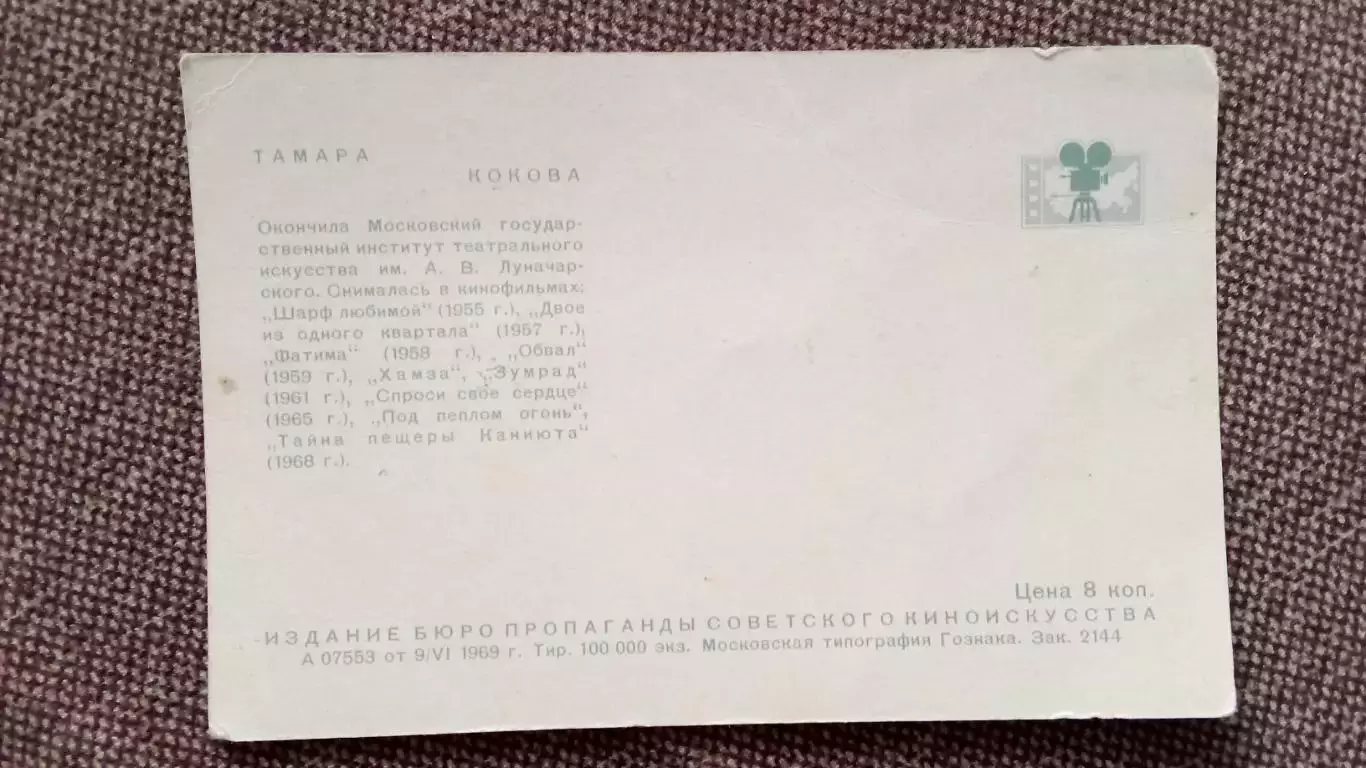 ТАМАРА
КОКОВА
Окончила Московский государ-
ственный институт театрального
искусства им. А. В. Луначар-
ского. Снималась в кинофильмах:
„Шарф любимой“ (1955 г.), „Двое
из одного квартала“ (1957 г.),
„Фатима“ (1958 г.), „Обвал“
(1959 г.), „Хамза“, „Зумрад“
(1961 г.), „Спроси свое сердце“
(1965 г.), „Под пеплом огонь“,
„Тайна пещеры Каниюта“
(1968 г.).
Цена 8 коп.
ИЗДАНИЕ БЮРО ПРОПАГАНДЫ СОВЕТСКОГО КИНОИСКУССТВА
А 07553 от 9/VI 1969 г. Тир. 100 000 экз. Московская типография Гознака. Зак. 2144